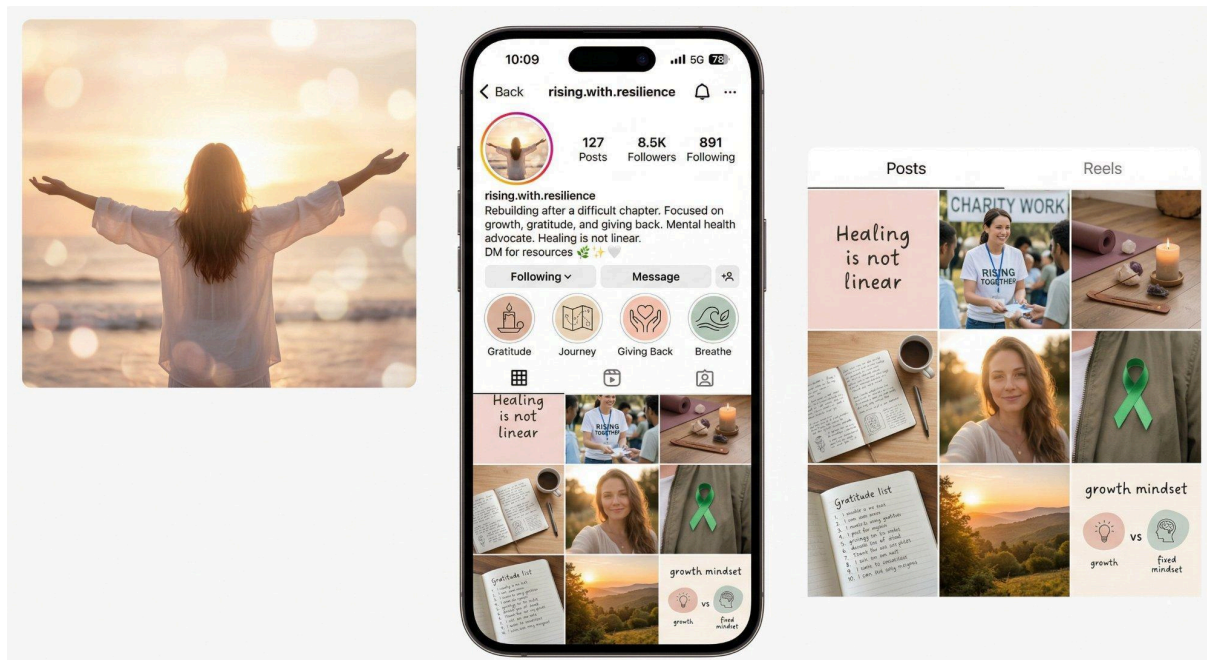 10:09
5G 78
Back rising.with.resilience
127 8.5K 891
Posts Followers Following
rising.with.resilience
Rebuilding after a difficult chapter. Focused on
growth, gratitude, and giving back. Mental health
advocate. Healing is not linear.
DM for resources 🌿✨🤍
Following Message
Gratitude Journey Giving Back Breathe
Healing
is not
linear
RISING
TOGETHER
Gratitude list
growth mindset
vs
growth fixed
mindset
Posts Reels
Healing
is not
linear
CHARITY WORK
RISING
TOGETHER
Gratitude list
growth mindset
vs
growth fixed
mindset